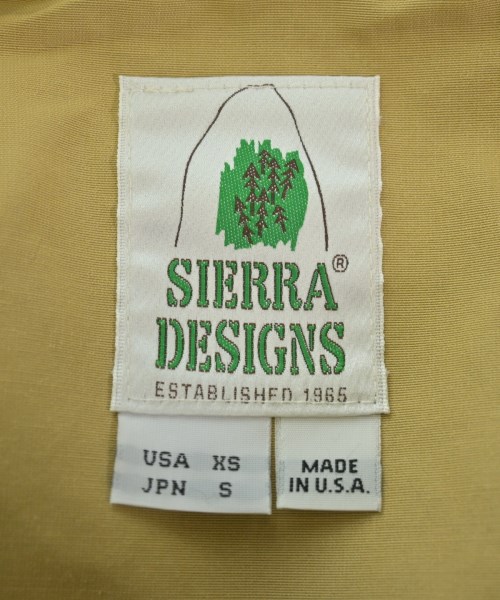 SIERRA®
DESIGNS
ESTABLISHED 1965
USA XS
JPN S
MADE
IN U.S.A.